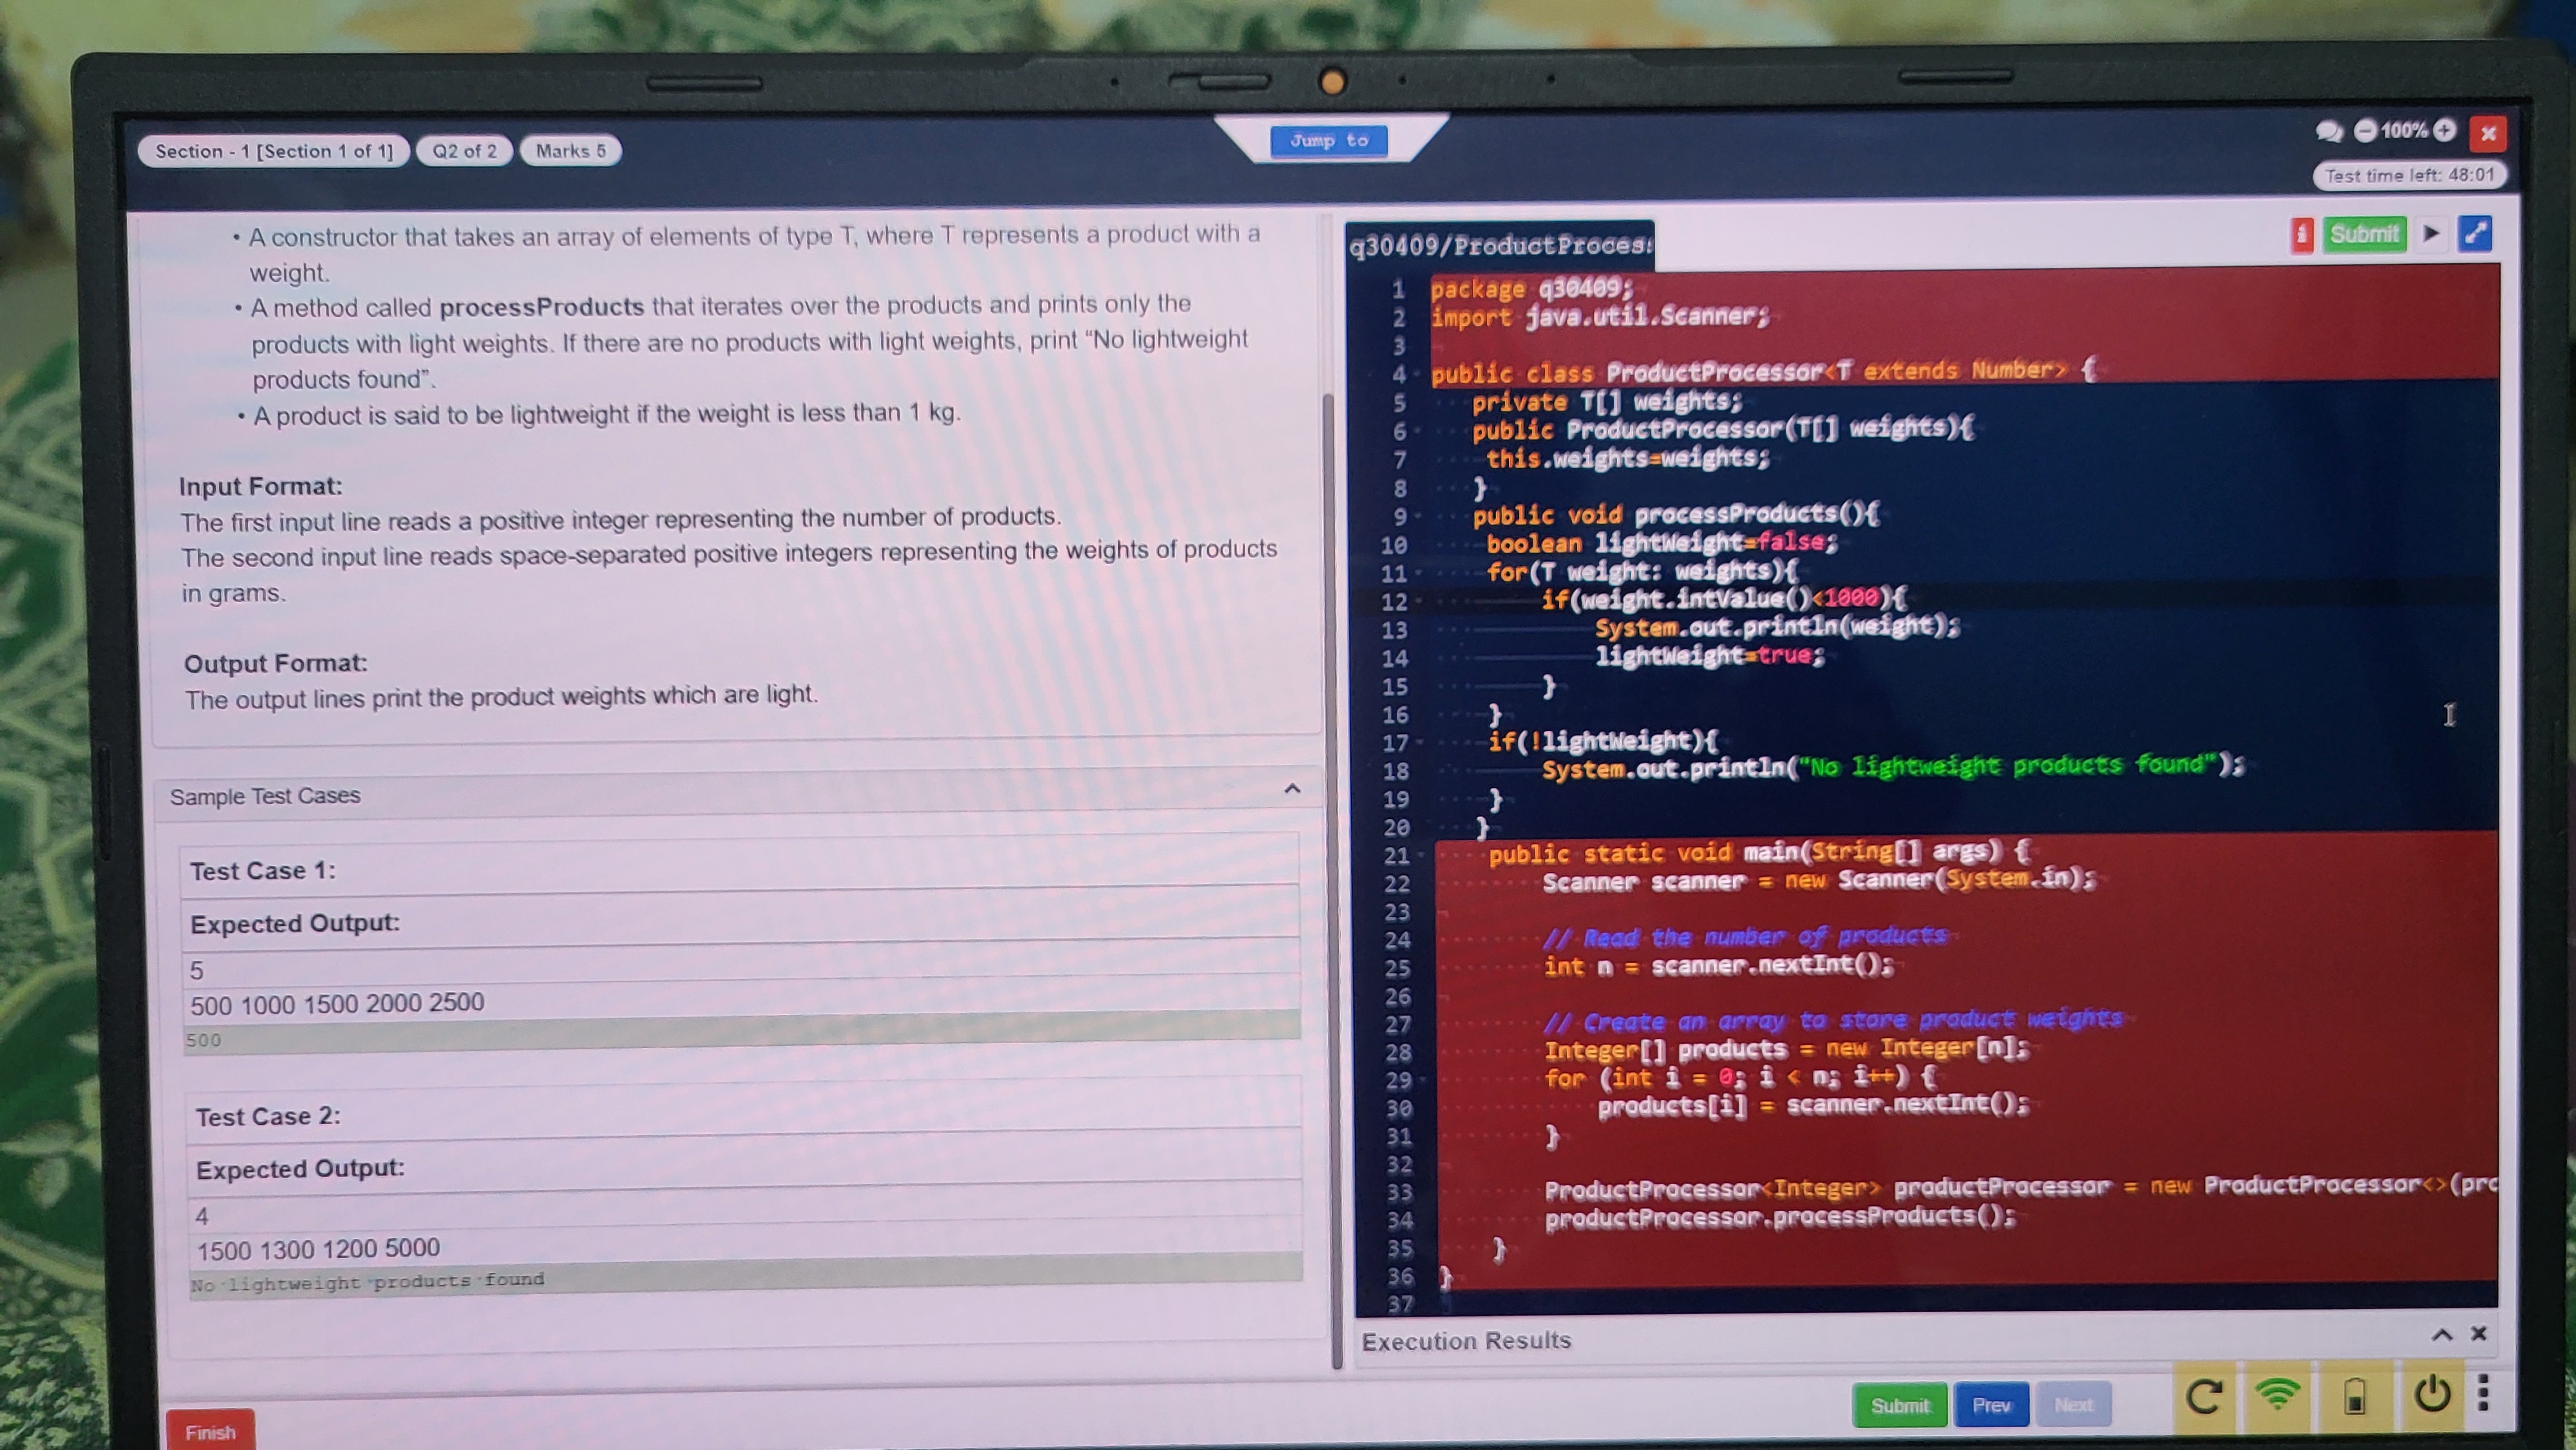 Section - 1 [Section 1 of 1] Q2 of 2 Marks 5
Jump to
100%
Test time left: 48:01
• A constructor that takes an array of elements of type T, where T represents a product with a
weight.
• A method called processProducts that iterates over the products and prints only the
products with light weights. If there are no products with light weights, print “No lightweight
products found”.
• A product is said to be lightweight if the weight is less than 1 kg.
Input Format:
The first input line reads a positive integer representing the number of products.
The second input line reads space-separated positive integers representing the weights of products
in grams.
Output Format:
The output lines print the product weights which are light.
Sample Test Cases
Test Case 1:
Expected Output:
5
500 1000 1500 2000 2500
500
Test Case 2:
Expected Output:
4
1500 1300 1200 5000
No lightweight products found
Finish
q30409/ProductProces
Submit
1 package q30409;
2 import java.util.Scanner;
3
4 public class ProductProcessor<T extends Number> {
5 private T[] weights;
6 public ProductProcessor(T[] weights){
7 this.weights=weights;
8 }
9 public void processProducts(){
10 boolean lightWeight=false;
11 for(T weight: weights){
12 if(weight.intValue()<1000){
13 System.out.println(weight);
14 lightWeight=true;
15 }
16 }
17 if(!lightWeight){
18 System.out.println("No lightweight products found");
19 }
20 }
21 public static void main(String[] args) {
22 Scanner scanner = new Scanner(System.in);
23
24 // Read the number of products
25 int n = scanner.nextInt();
26
27 // Create an array to store product weights
28 Integer[] products = new Integer[n];
29 for (int i = 0; i < n; i++) {
30 products[i] = scanner.nextInt();
31 }
32
33 ProductProcessor<Integer> productProcessor = new ProductProcessor<>(prc
34 productProcessor.processProducts();
35 }
36 }
37
Execution Results
Submit Prev Next